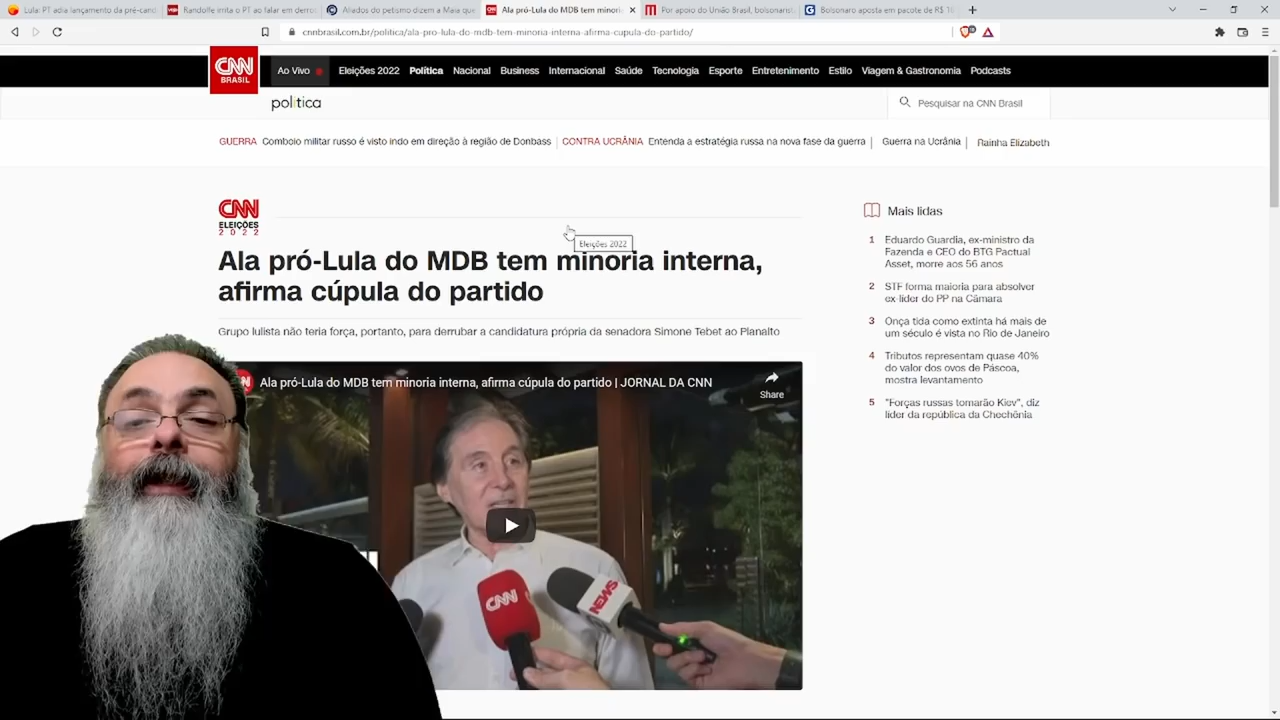 Lula: PT adia lançamento da pré-cand
Randolfe irrita o PT ao falar em derro
Aliados do petismo dizem a Maia que
Ala pró-Lula do MDB tem minori
Por apoio do União Brasil, bolsonarist
Bolsonaro aposta em pacote de R$ 1
cnnbrasil.com.br/politica/ala-pro-lula-do-mdb-tem-minoria-interna-afirma-cupula-do-partido/
CNN BRASIL
Ao Vivo
Eleições 2022
Política
Nacional
Business
Internacional
Saúde
Tecnologia
Esporte
Entretenimento
Estilo
Viagem & Gastronomia
Podcasts
política
Pesquisar na CNN Brasil
GUERRA Comboio militar russo é visto indo em direção à região de Donbass
CONTRA UCRÂNIA Entenda a estratégia russa na nova fase da guerra
Guerra na Ucrânia
Rainha Elizabeth
CNN
ELEIÇÕES
2022
Eleições 2022
Ala pró-Lula do MDB tem minoria interna,
afirma cúpula do partido
Grupo lulista não teria força, portanto, para derrubar a candidatura própria da senadora Simone Tebet ao Planalto
Ala pró-Lula do MDB tem minoria interna, afirma cúpula do partido | JORNAL DA CNN
Share
CNN
NEWS
Mais lidas
1 Eduardo Guardia, ex-ministro da
Fazenda e CEO do BTG Pactual
Asset, morre aos 56 anos
2 STF forma maioria para absolver
ex-líder do PP na Câmara
3 Onça tida como extinta há mais de
um século é vista no Rio de Janeiro
4 Tributos representam quase 40%
do valor dos ovos de Páscoa,
mostra levantamento
5 "Forças russas tomarão Kiev", diz
líder da república da Chechênia